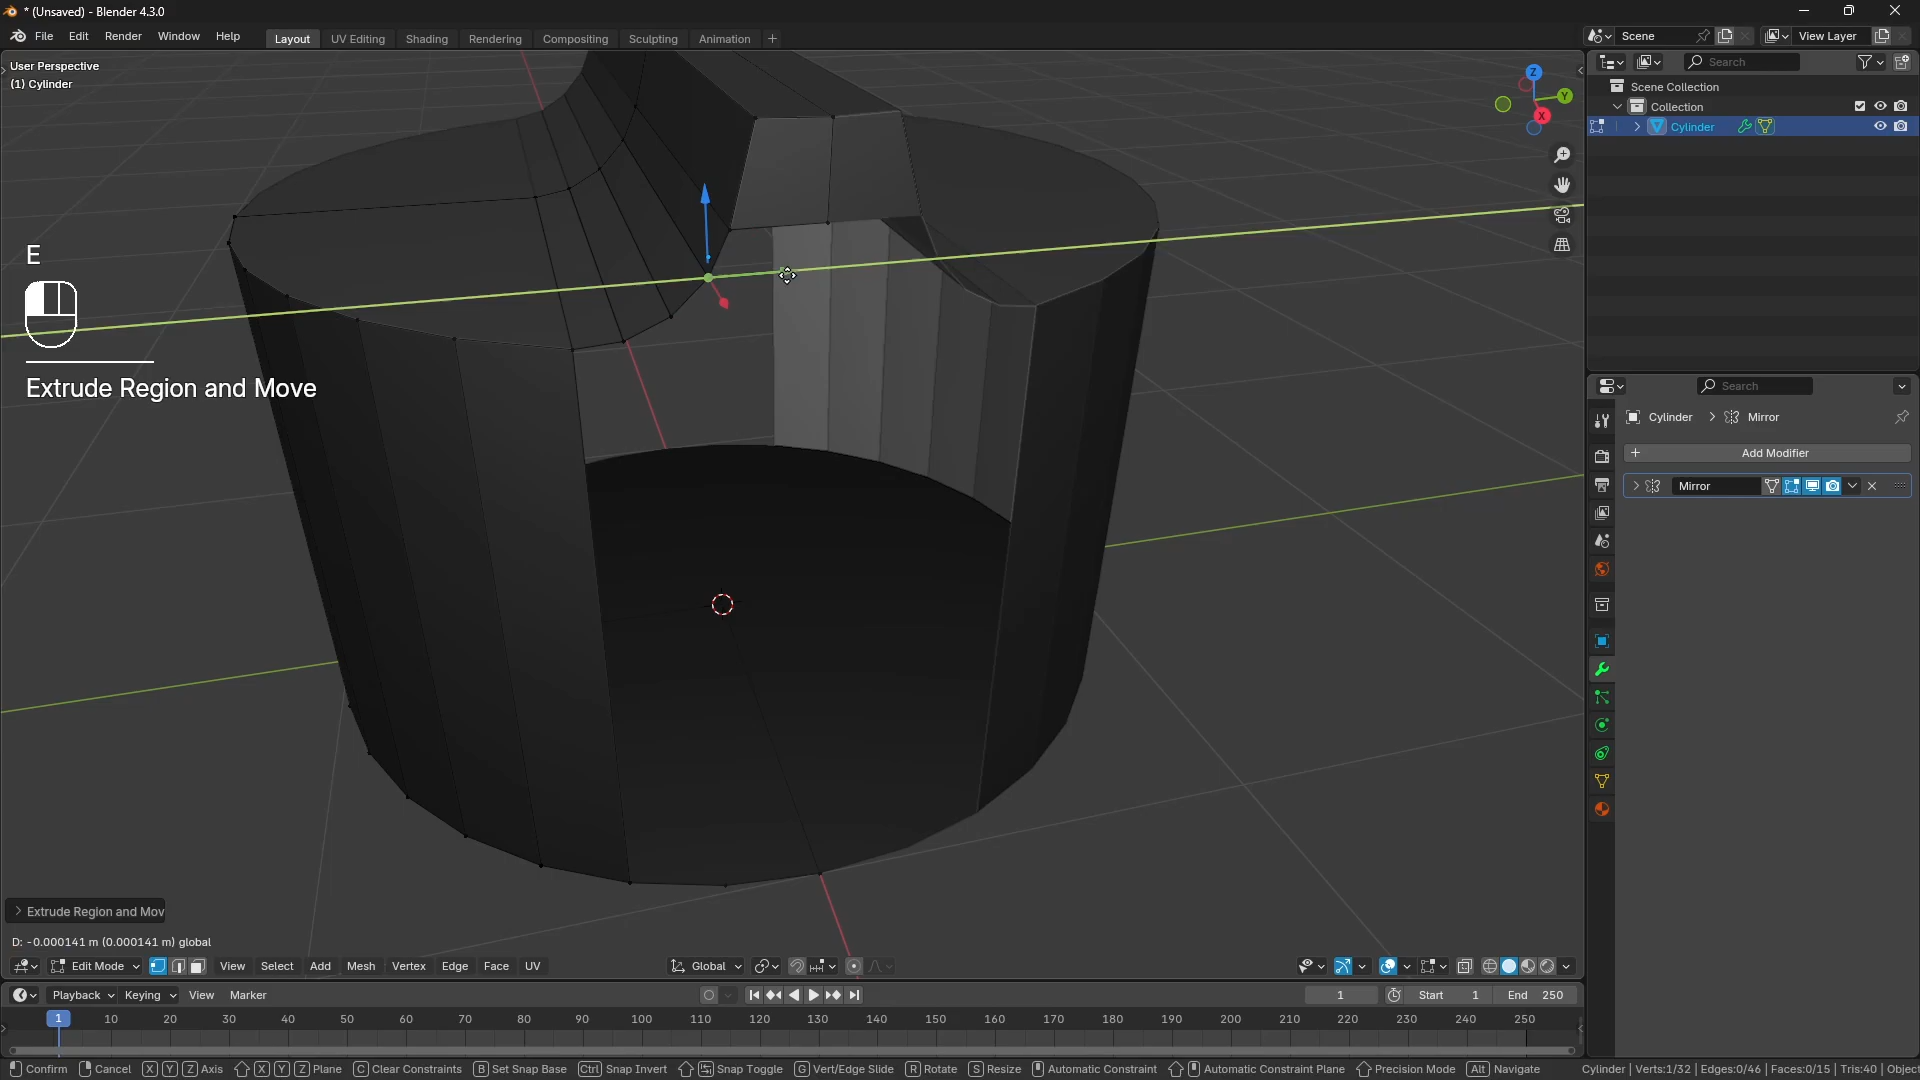 * (Unsaved) - Blender 4.3.0
File Edit Render Window Help Layout UV Editing Shading Rendering Compositing Sculpting Animation +
Scene View Layer
User Perspective
(1) Cylinder
Z
Y
X
Search
Scene Collection
Collection
Cylinder
E
Extrude Region and Move
Search
Cylinder > Mirror
+ Add Modifier
Mirror
> Extrude Region and Mov
D: -0.000141 m (0.000141 m) global
Edit Mode View Select Add Mesh Vertex Edge Face UV Global
Playback Keying View Marker 1 Start 1 End 250
1 10 20 30 40 50 60 70 80 90 100 110 120 130 140 150 160 170 180 190 200 210 220 230 240 250
Confirm Cancel X Y Z Axis X Y Z Plane C Clear Constraints B Set Snap Base Ctrl Snap Invert Snap Toggle G Vert/Edge Slide R Rotate S Resize Automatic Constraint Automatic Constraint Plane Precision Mode Alt Navigate Cylinder | Verts:1/32 | Edges:0/46 | Faces:0/15 | Tris:40 | Object